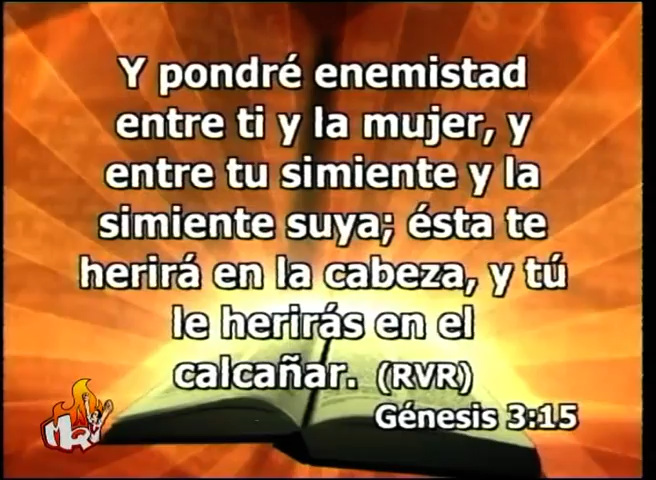 Y pondré enemistad
entre ti y la mujer, y
entre tu simiente y la
simiente suya; ésta te
herirá en la cabeza, y tú
le herirás en el
calcañar. (RVR)
Génesis 3:15